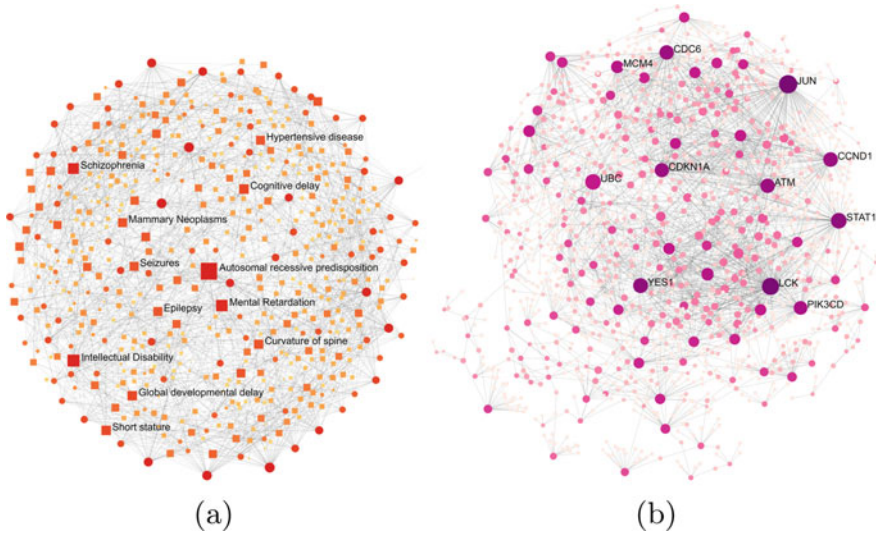 Hypertensive disease
Schizophrenia
Cognitive delay
Mammary Neoplasms
Seizures
Autosomal recessive predisposition
Mental Retardation
Epilepsy
Curvature of spine
Intellectual Disability
Global developmental delay
Short stature
(a)
CDC6
MCM4
JUN
CCND1
CDKN1A
UBC
ATM
STAT1
YES1
LCK
PIK3CD
(b)